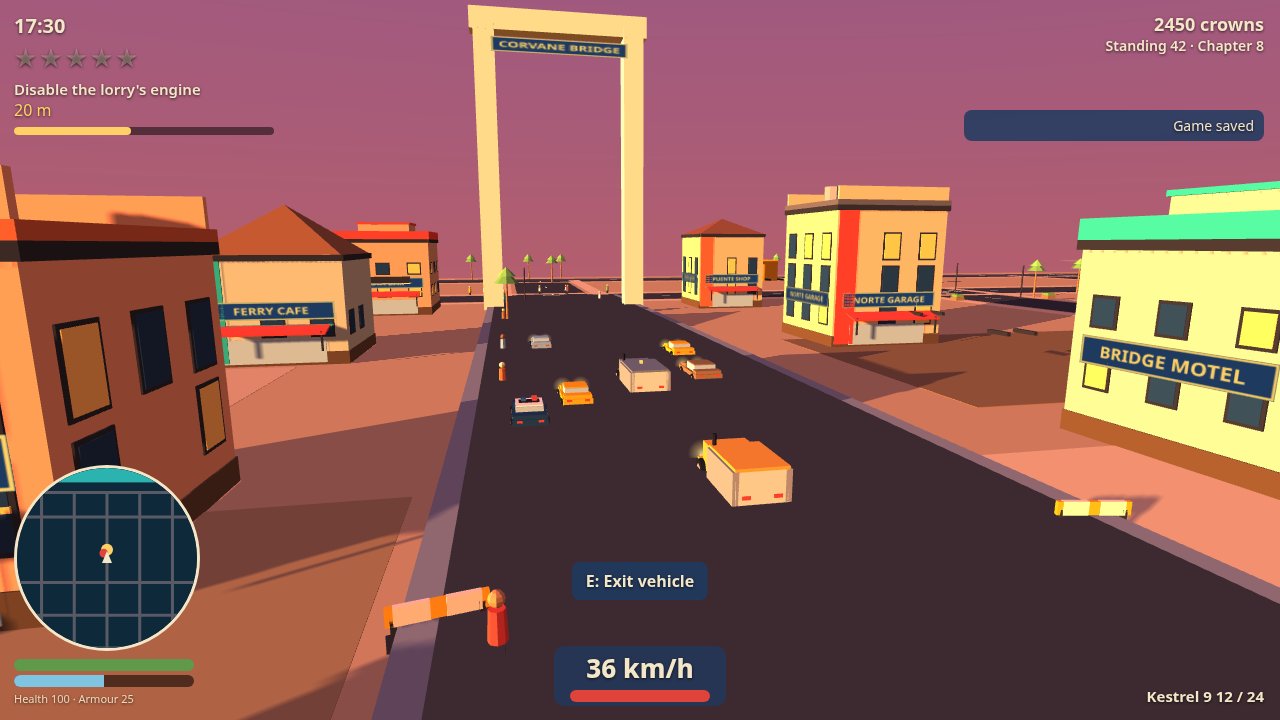 17:30
Disable the lorry's engine
20 m
2450 crowns
Standing 42 · Chapter 8
Game saved
CORVANE BRIDGE
FERRY CAFE
PUENTE SHOP
NORTE GARAGE
NORTE GARAGE
BRIDGE MOTEL
E: Exit vehicle
36 km/h
Health 100 · Armour 25
Kestrel 9 12 / 24